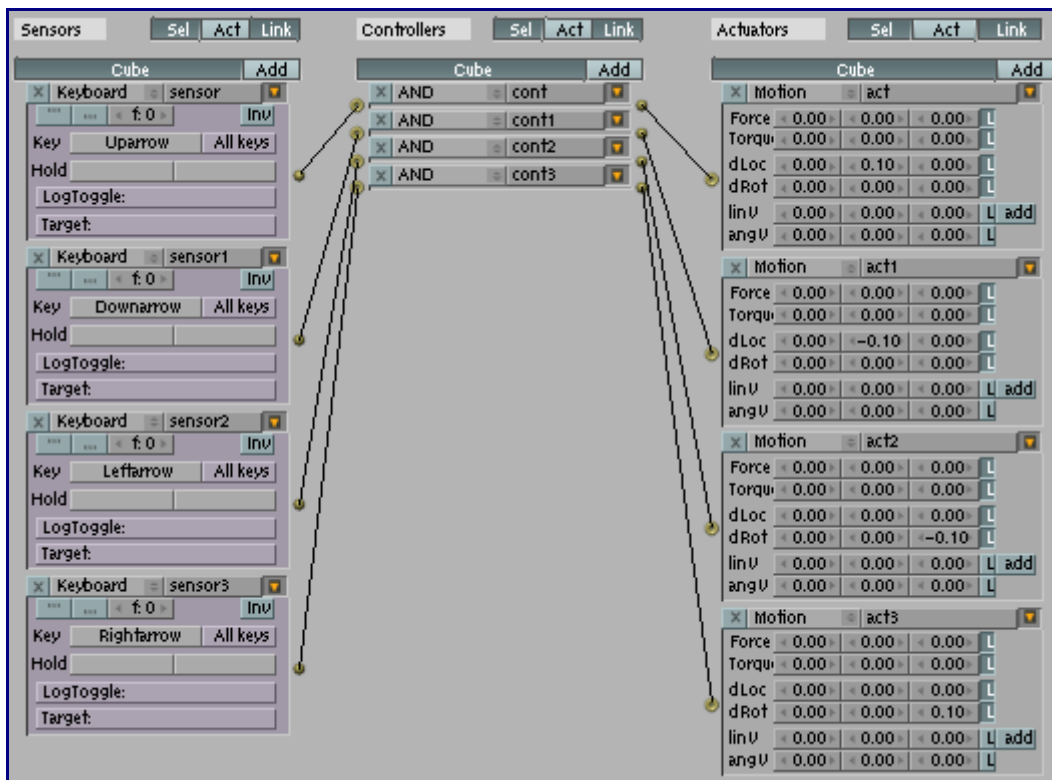 Sensors Sel Act Link
Cube Add
X Keyboard sensor
f: 0 Inv
Key Uparrow All keys
Hold
LogToggle:
Target:
X Keyboard sensor1
f: 0 Inv
Key Downarrow All keys
Hold
LogToggle:
Target:
X Keyboard sensor2
f: 0 Inv
Key Leftarrow All keys
Hold
LogToggle:
Target:
X Keyboard sensor3
f: 0 Inv
Key Rightarrow All keys
Hold
LogToggle:
Target:
Controllers Sel Act Link
Cube Add
X AND cont
X AND cont1
X AND cont2
X AND cont3
Actuators Sel Act Link
Cube Add
X Motion act
Force 0.00 0.00 0.00 L
Torqu 0.00 0.00 0.00 L
dLoc 0.00 0.10 0.00 L
dRot 0.00 0.00 0.00 L
linV 0.00 0.00 0.00 L add
angV 0.00 0.00 0.00 L
X Motion act1
Force 0.00 0.00 0.00 L
Torqu 0.00 0.00 0.00 L
dLoc 0.00 -0.10 0.00 L
dRot 0.00 0.00 0.00 L
linV 0.00 0.00 0.00 L add
angV 0.00 0.00 0.00 L
X Motion act2
Force 0.00 0.00 0.00 L
Torqu 0.00 0.00 0.00 L
dLoc 0.00 0.00 0.00 L
dRot 0.00 0.00 -0.10 L
linV 0.00 0.00 0.00 L add
angV 0.00 0.00 0.00 L
X Motion act3
Force 0.00 0.00 0.00 L
Torqu 0.00 0.00 0.00 L
dLoc 0.00 0.00 0.00 L
dRot 0.00 0.00 0.10 L
linV 0.00 0.00 0.00 L add
angV 0.00 0.00 0.00 L